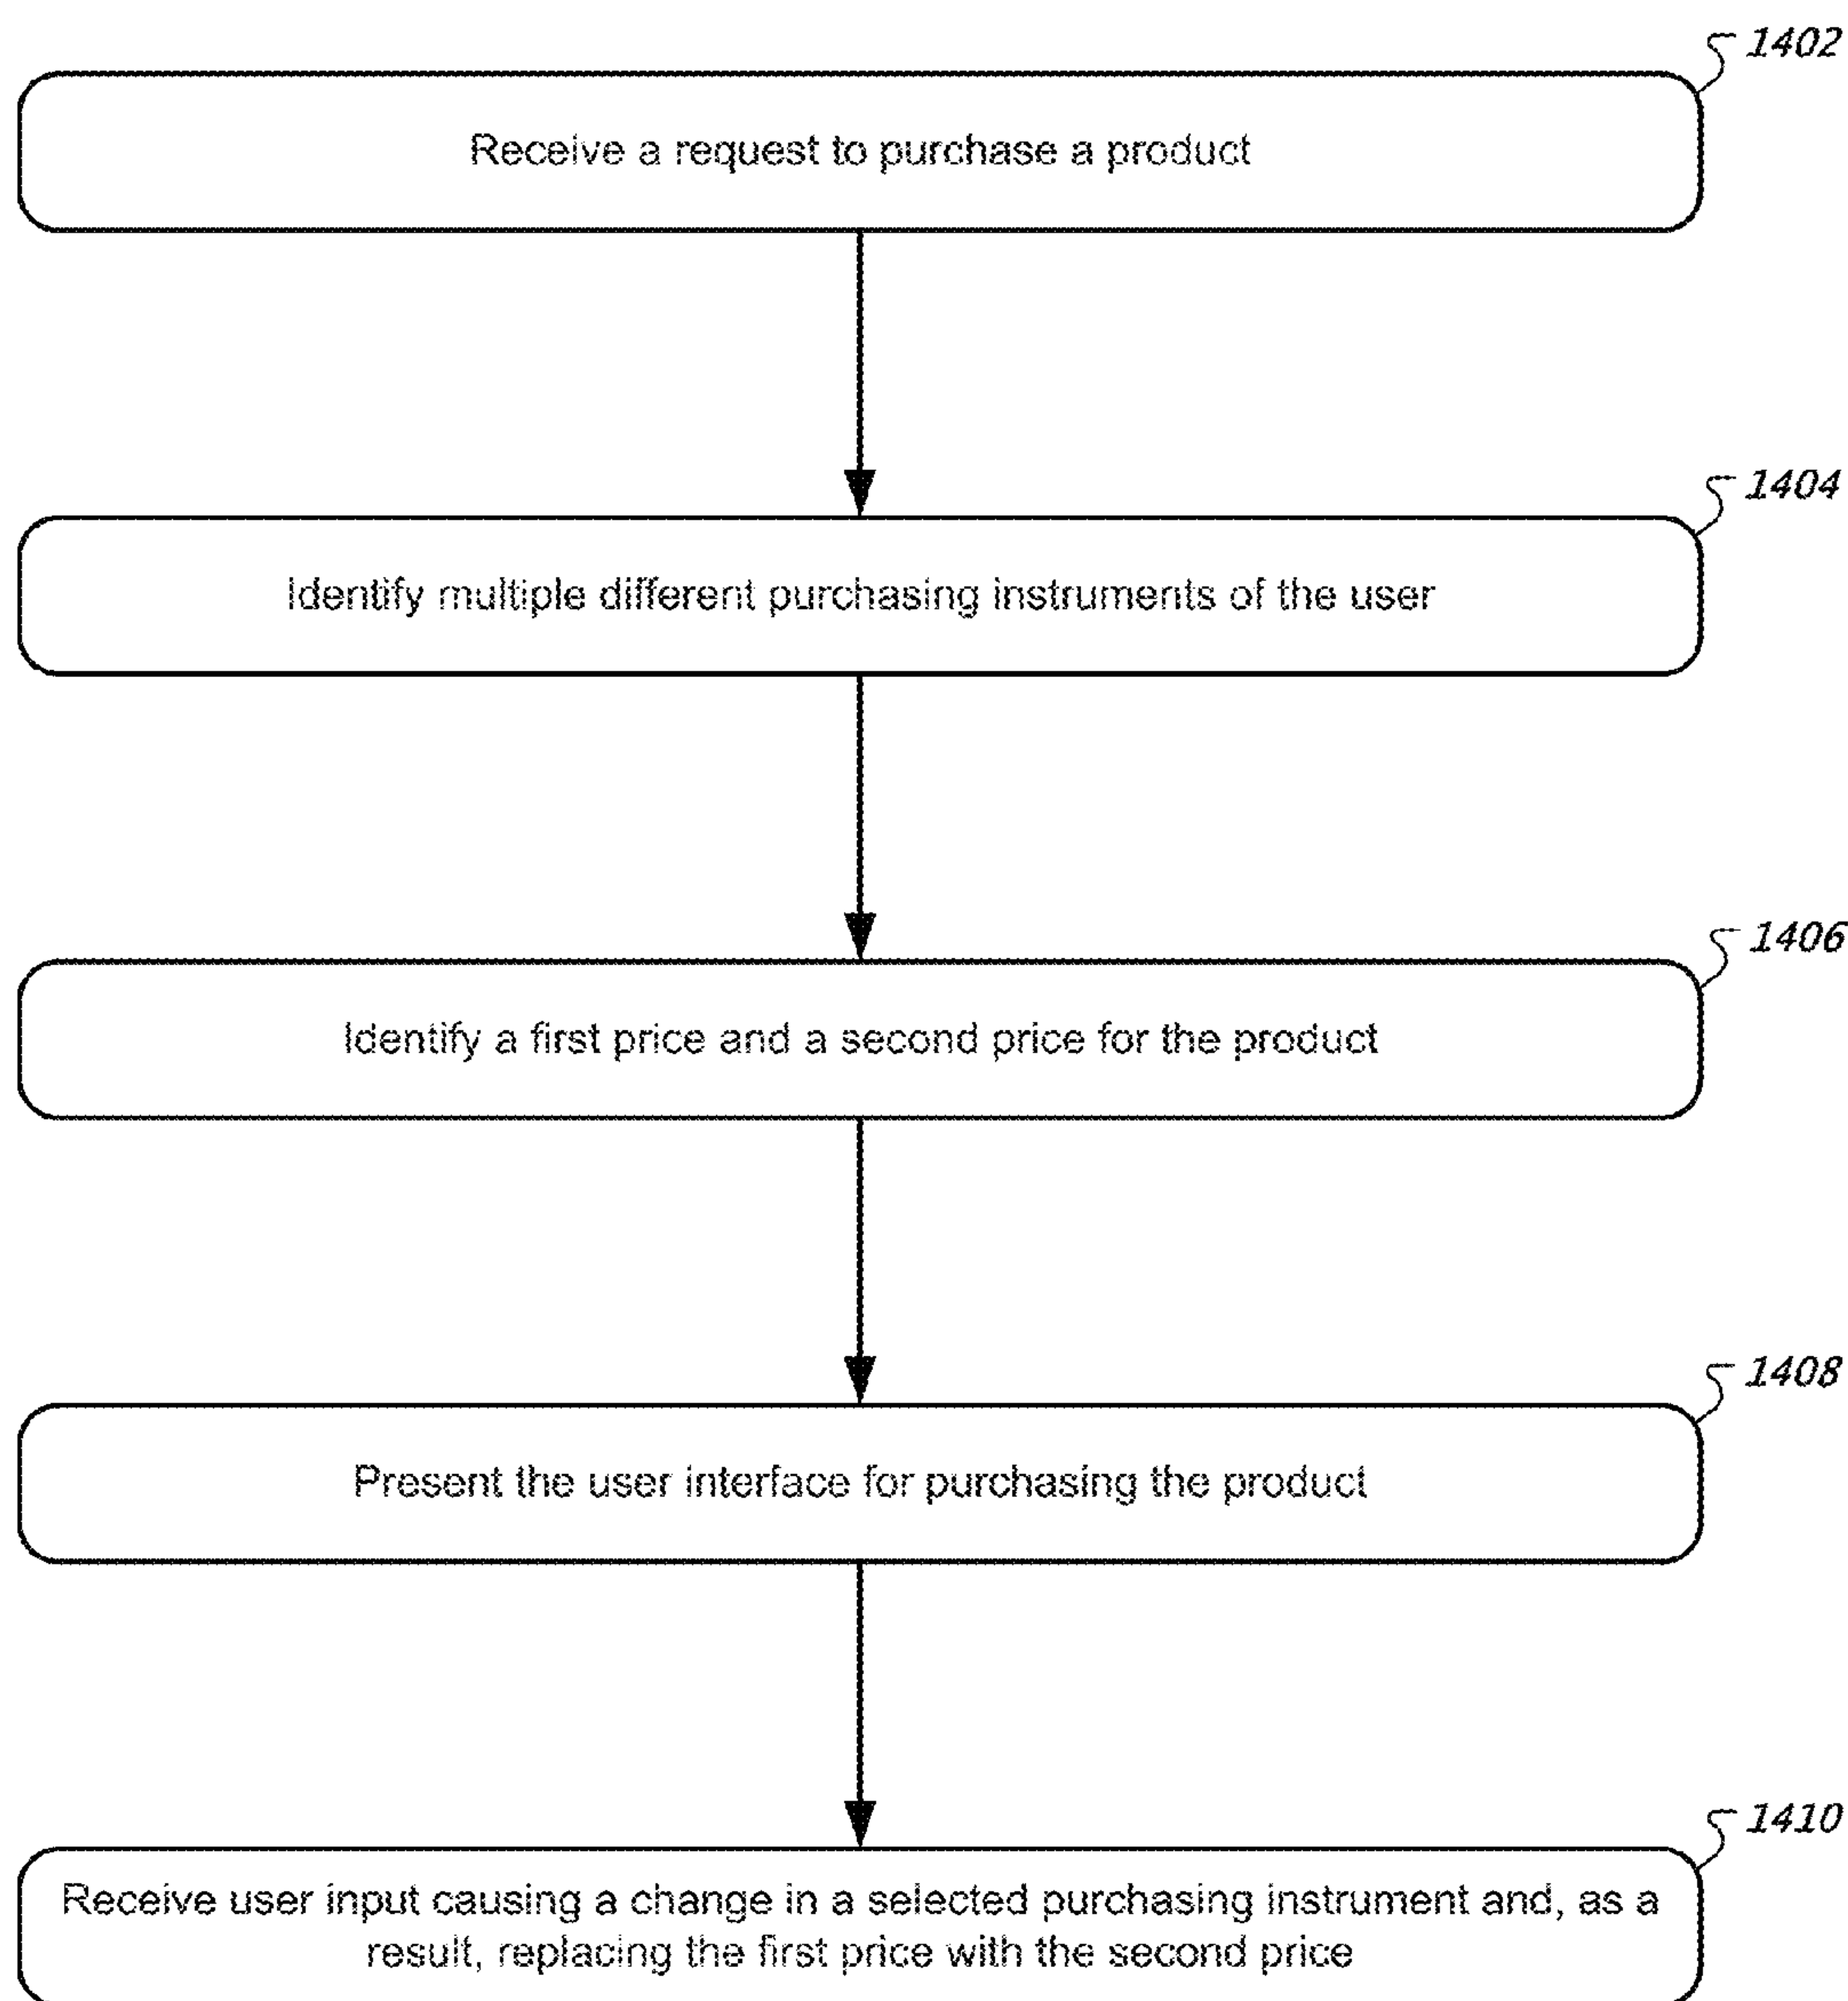 1402
Receive a request to purchase a product
1404
Identify multiple different purchasing instruments of the user
1406
Identify a first price and a second price for the product
1408
Present the user interface for purchasing the product
1410
Receive user input causing a change in a selected purchasing instrument and, as a
result, replacing the first price with the second price